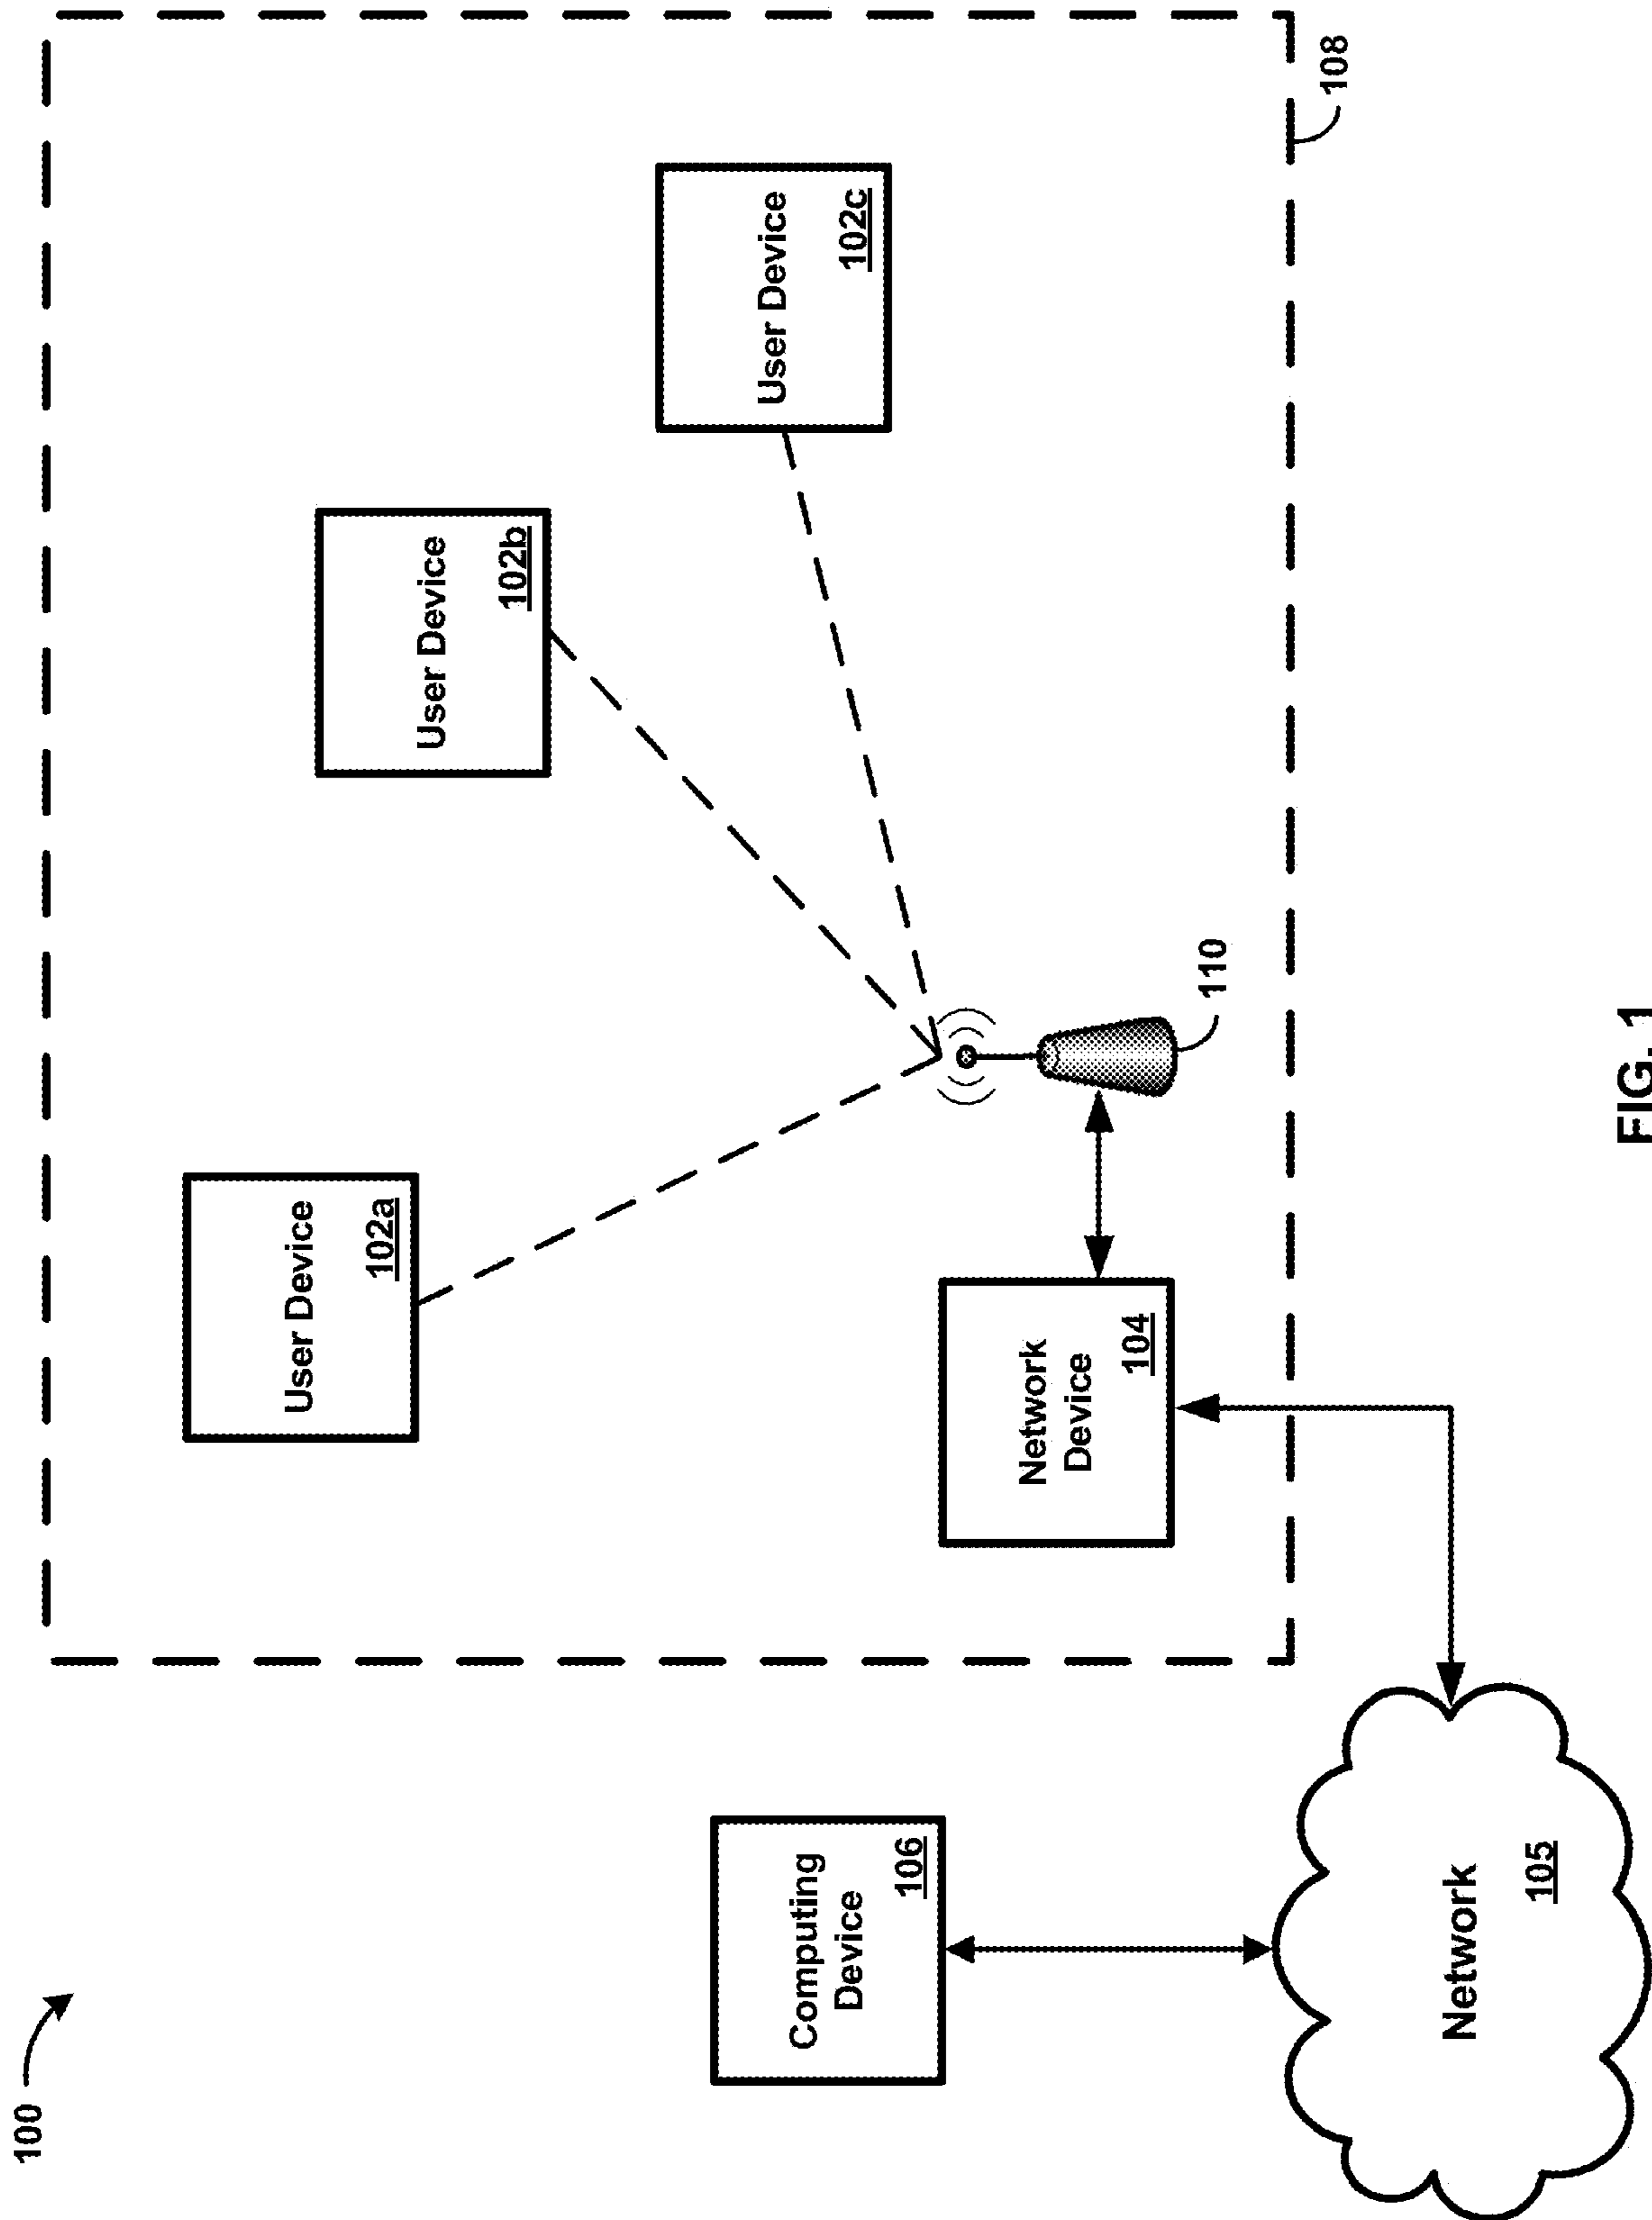 100
User Device
102a
User Device
102b
User Device
102c
Computing
Device
106
Network
Device
104
110
108
Network
105
FIG. 1